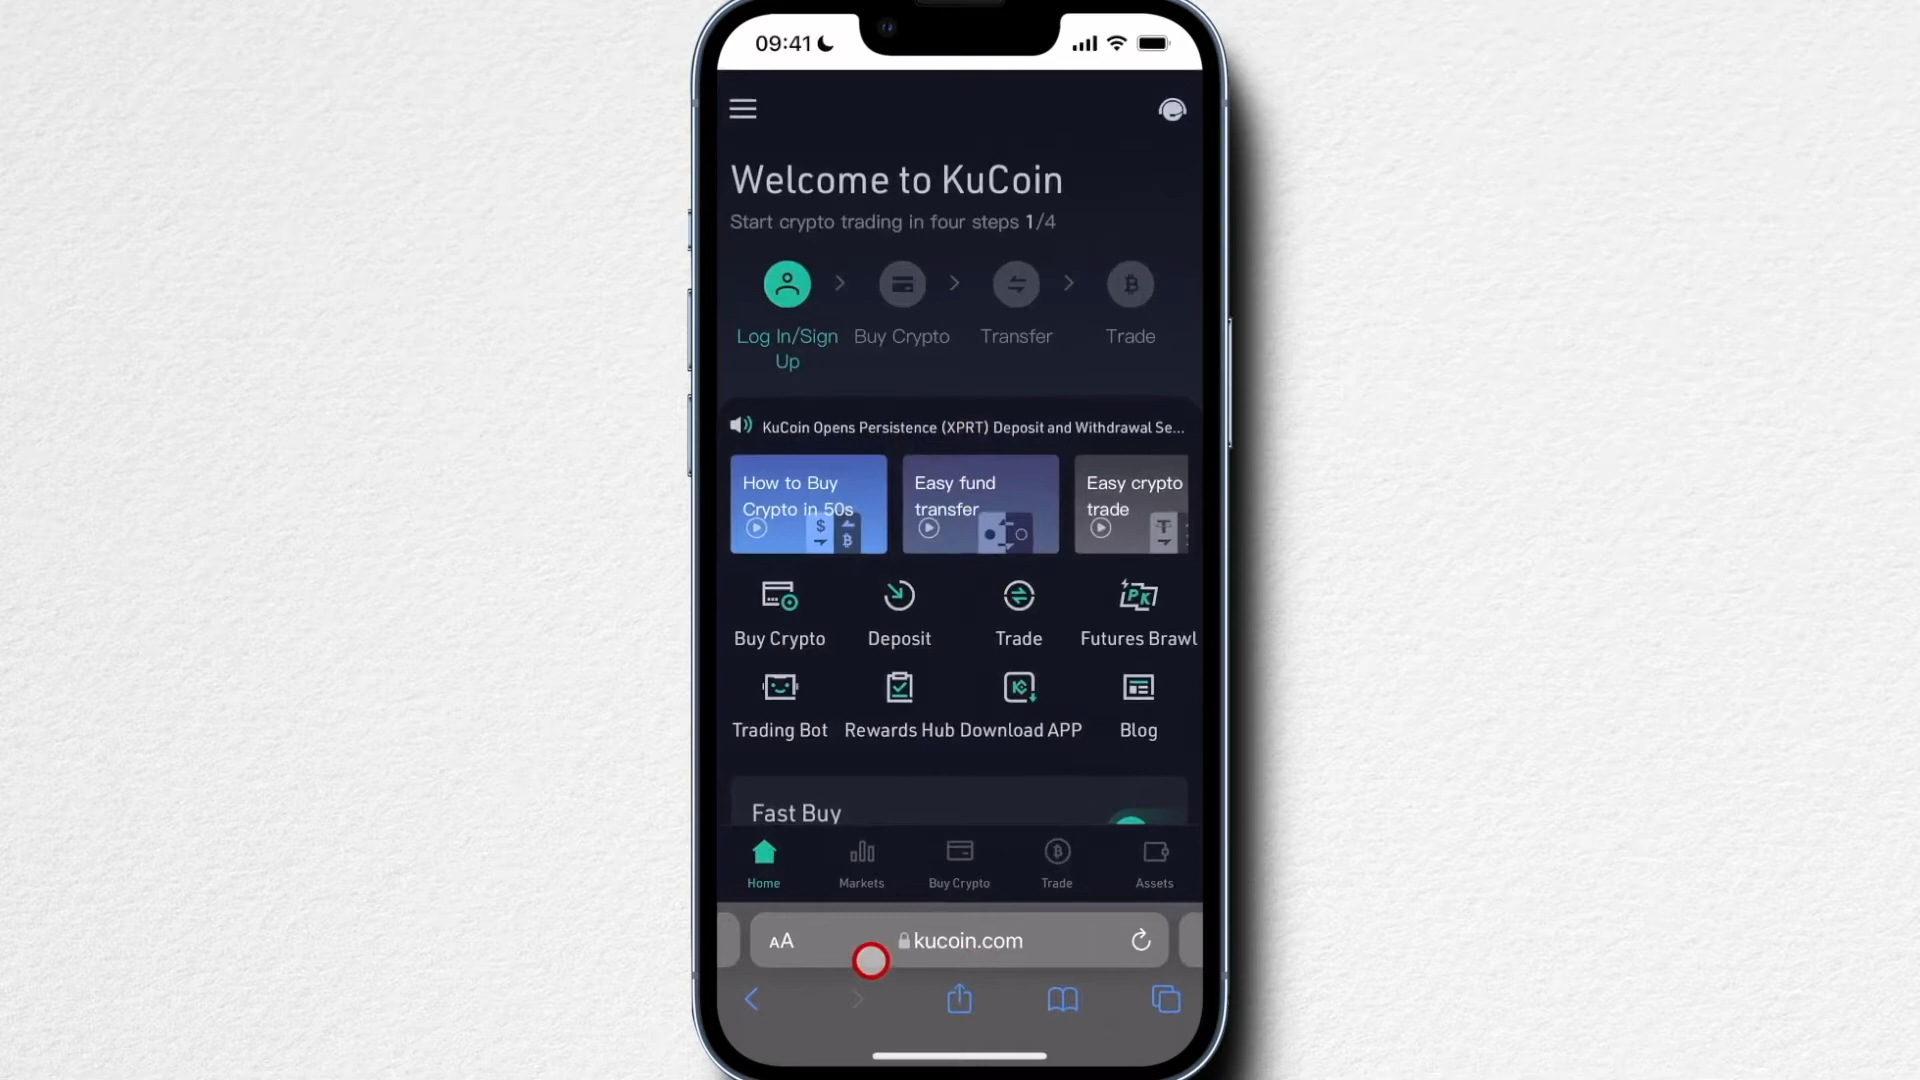 09:41
Welcome to KuCoin
Start crypto trading in four steps 1/4
Log In/Sign Up
Buy Crypto
Transfer
Trade
KuCoin Opens Persistence (XPRT) Deposit and Withdrawal Se...
How to Buy
Crypto in 50s
Easy fund
transfer
Easy crypto
trade
Buy Crypto
Deposit
Trade
Futures Brawl
Trading Bot
Rewards Hub
Download APP
Blog
Fast Buy
Home
Markets
Buy Crypto
Trade
Assets
AA
kucoin.com